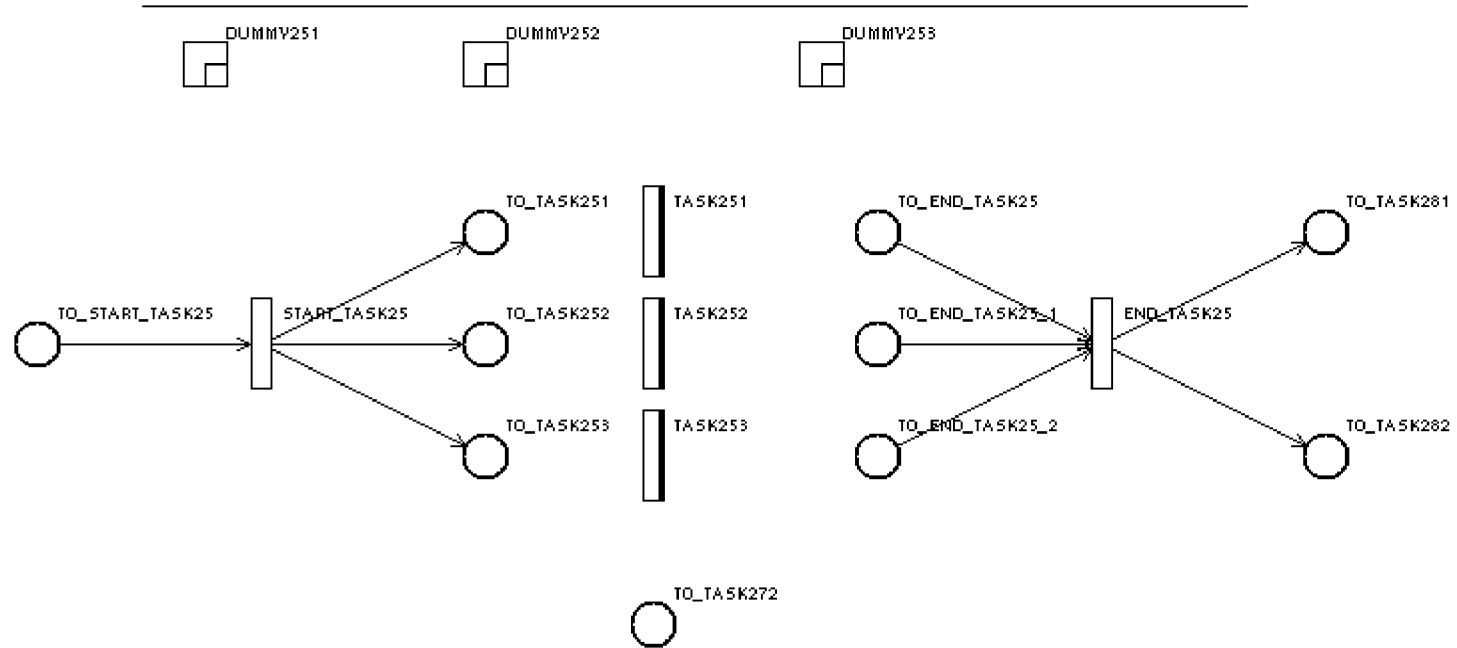 DUMMY251
DUMMY252
DUMMY253
TO_TASK251
TASK251
TO_END_TASK25
TO_TASK281
TO_START_TASK25
START_TASK25
TO_TASK252
TASK252
TO_END_TASK25_1
END_TASK25
TO_TASK253
TASK253
TO_END_TASK25_2
TO_TASK282
TO_TASK272